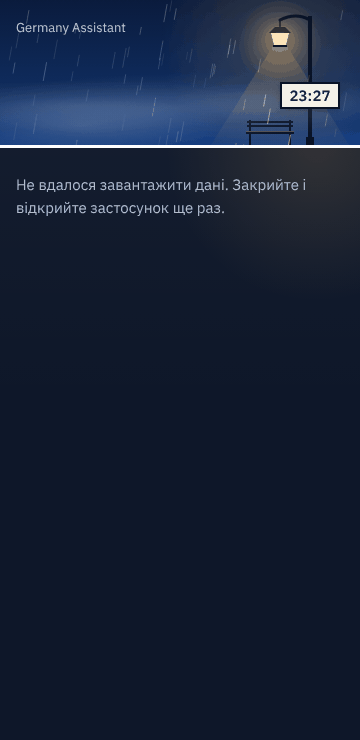 Germany Assistant
23:27
Не вдалося завантажити дані. Закрийте і
відкрийте застосунок ще раз.